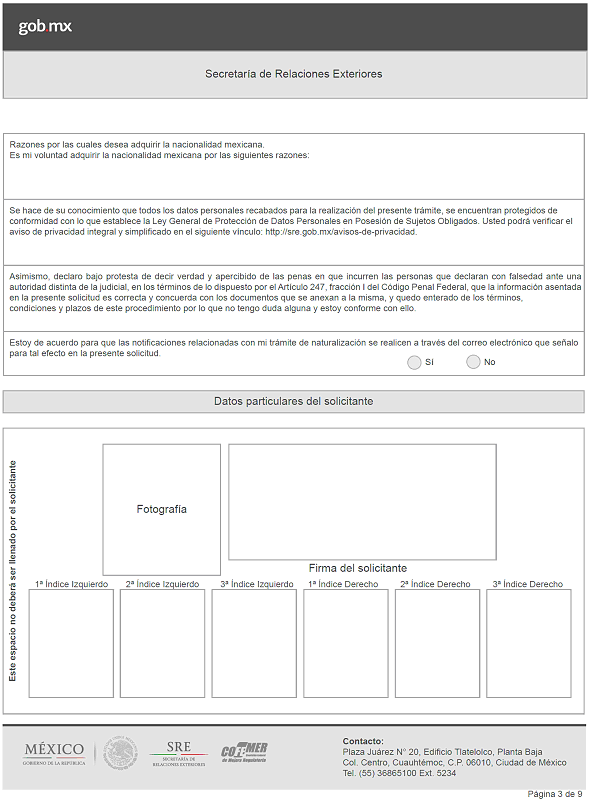 gob.mx
Secretaría de Relaciones Exteriores
Razones por las cuales desea adquirir la nacionalidad mexicana.
Es mi voluntad adquirir la nacionalidad mexicana por las siguientes razones:
Se hace de su conocimiento que todos los datos personales recabados para la realización del presente trámite, se encuentran protegidos de
conformidad con lo que establece la Ley General de Protección de Datos Personales en Posesión de Sujetos Obligados. Usted podrá verificar el
aviso de privacidad integral y simplificado en el siguiente vínculo: http://sre.gob.mx/avisos-de-privacidad.
Asimismo, declaro bajo protesta de decir verdad y apercibido de las penas en que incurren las personas que declaran con falsedad ante una
autoridad distinta de la judicial, en los términos de lo dispuesto por el Artículo 247, fracción I del Código Penal Federal, que la información asentada
en la presente solicitud es correcta y concuerda con los documentos que se anexan a la misma, y quedo enterado de los términos,
condiciones y plazos de este procedimiento por lo que no tengo duda alguna y estoy conforme con ello.
Estoy de acuerdo para que las notificaciones relacionadas con mi trámite de naturalización se realicen a través del correo electrónico que señalo
para tal efecto en la presente solicitud.
Sí No
Datos particulares del solicitante
Este espacio no deberá ser llenado por el solicitante
Fotografía
Firma del solicitante
1ª Índice Izquierdo 2ª Índice Izquierdo 3ª Índice Izquierdo 1ª Índice Derecho 2ª Índice Derecho 3ª Índice Derecho
MÉXICO
GOBIERNO DE LA REPÚBLICA
SRE
SECRETARÍA DE
RELACIONES EXTERIORES
COFEMER
de Mejora Regulatoria
Contacto:
Plaza Juárez N° 20, Edificio Tlatelolco, Planta Baja
Col. Centro, Cuauhtémoc, C.P. 06010, Ciudad de México
Tel. (55) 36865100 Ext. 5234
Página 3 de 9